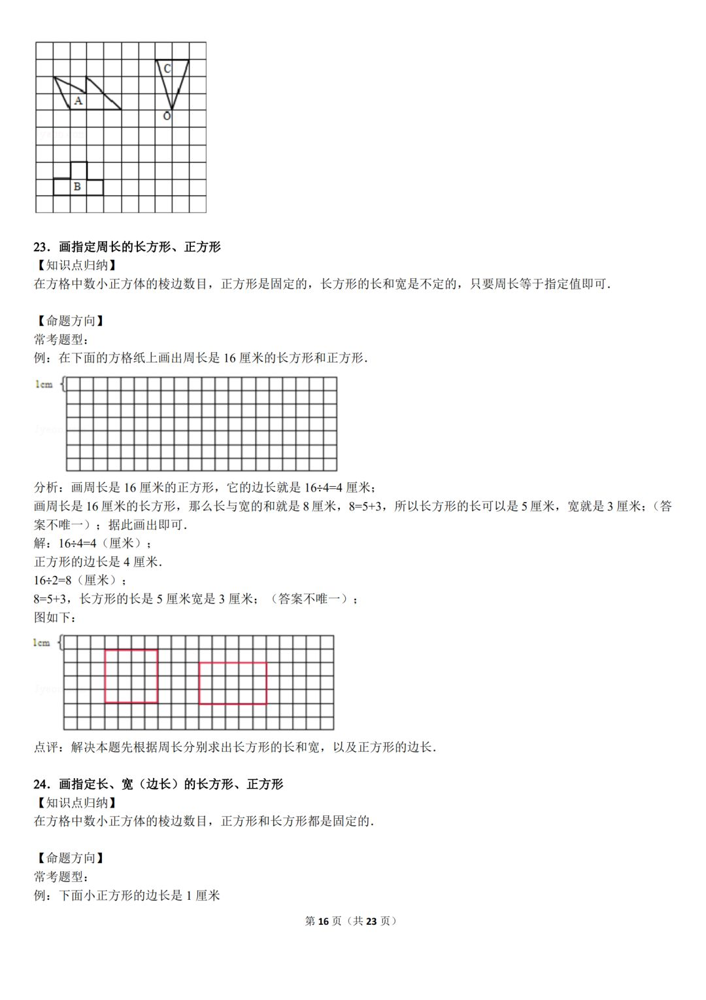 C
A
O
B
23．画指定周长的长方形、正方形
【知识点归纳】
在方格中数小正方体的棱边数目，正方形是固定的，长方形的长和宽是不定的，只要周长等于指定值即可．
【命题方向】
常考题型：
例：在下面的方格纸上画出周长是 16 厘米的长方形和正方形．
1cm
分析：画周长是 16 厘米的正方形，它的边长就是 16÷4=4 厘米；
画周长是 16 厘米的长方形，那么长与宽的和就是 8 厘米，8=5+3，所以长方形的长可以是 5 厘米，宽就是 3 厘米；（答
案不唯一）；据此画出即可．
解：16÷4=4（厘米）；
正方形的边长是 4 厘米．
16÷2=8（厘米）；
8=5+3，长方形的长是 5 厘米宽是 3 厘米；（答案不唯一）；
图如下：
1cm
点评：解决本题先根据周长分别求出长方形的长和宽，以及正方形的边长．
24．画指定长、宽（边长）的长方形、正方形
【知识点归纳】
在方格中数小正方体的棱边数目，正方形和长方形都是固定的．
【命题方向】
常考题型：
例：下面小正方形的边长是 1 厘米
第 16 页（共 23 页）